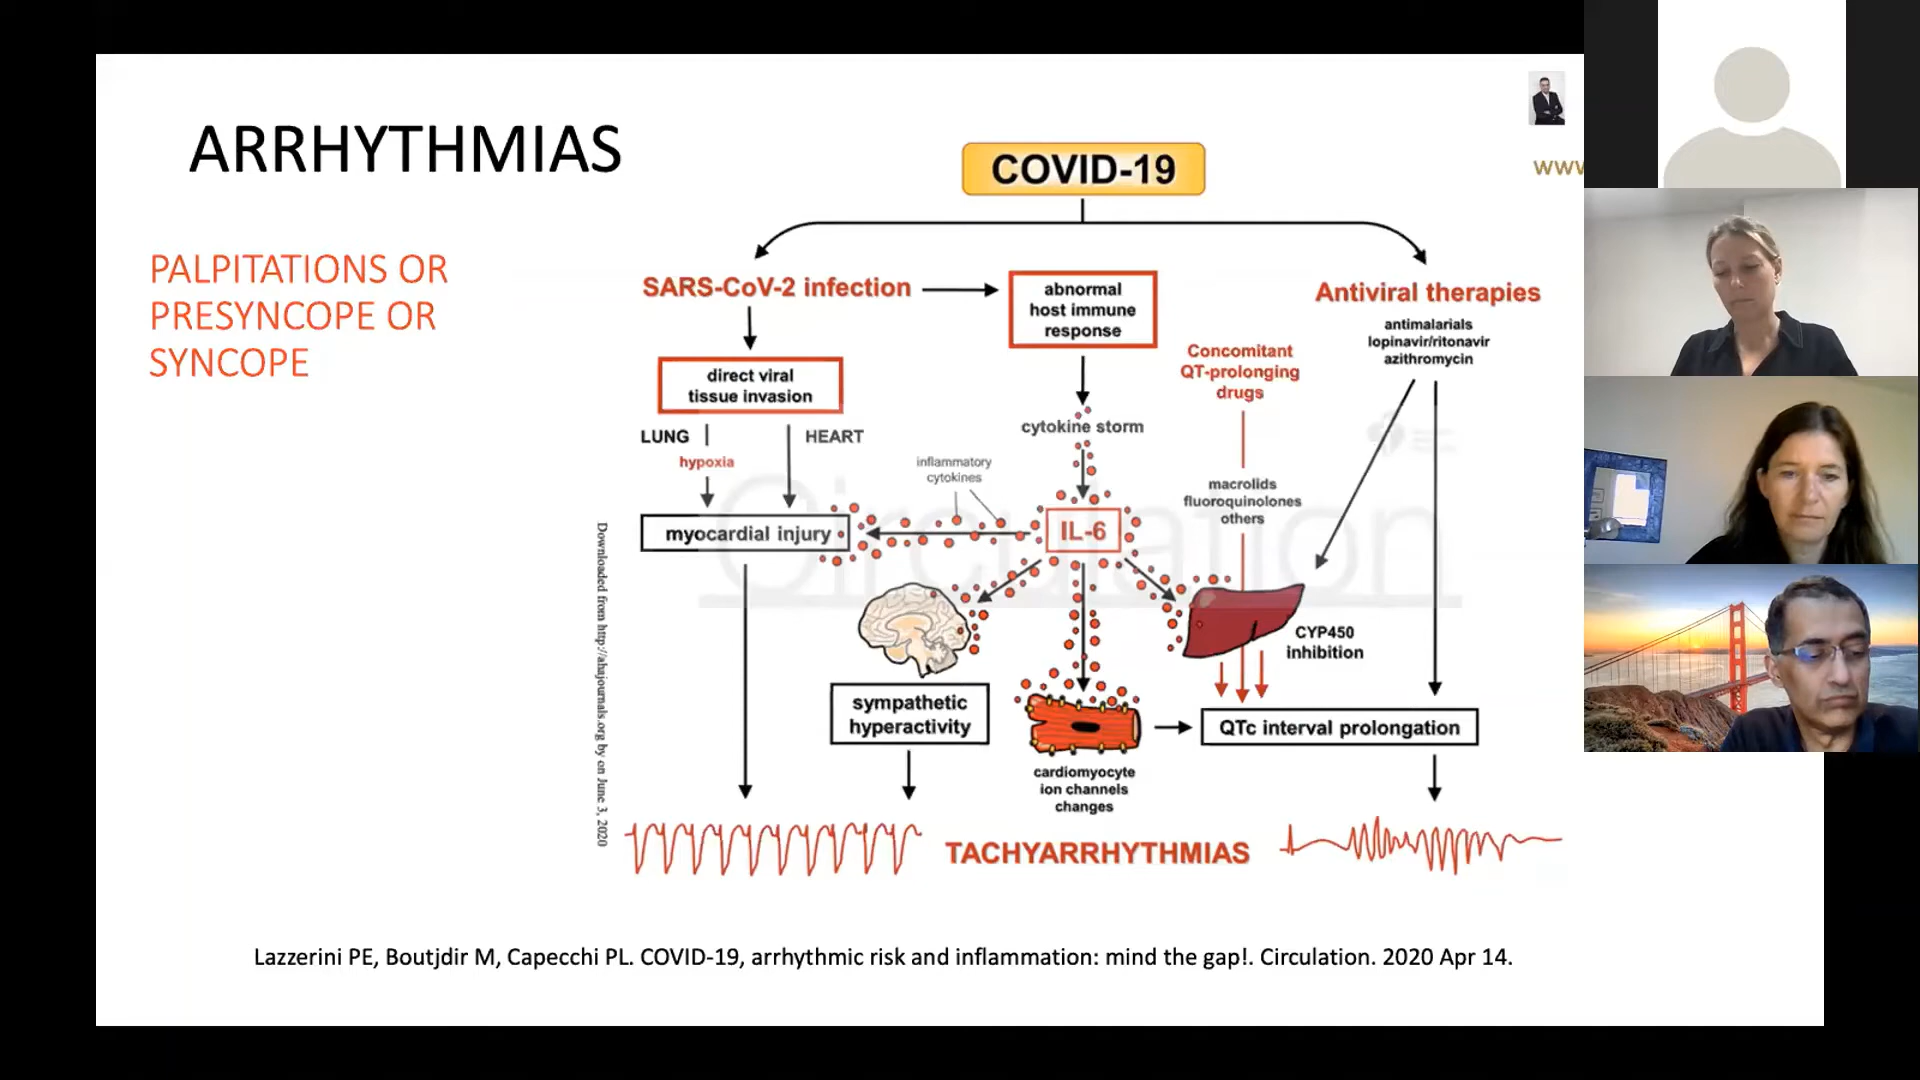 ARRHYTHMIAS
www
PALPITATIONS OR
PRESYNCOPE OR
SYNCOPE
COVID-19
SARS-CoV-2 infection
abnormal
host immune
response
Antiviral therapies
antimalarials
lopinavir/ritonavir
azithromycin
Concomitant
QT-prolonging
drugs
direct viral
tissue invasion
LUNG
HEART
hypoxia
cytokine storm
inflammatory
cytokines
macrolids
fluoroquinolones
others
myocardial injury
IL-6
Circulation
CYP450
inhibition
sympathetic
hyperactivity
QTc interval prolongation
cardiomyocyte
ion channels
changes
TACHYARRHYTHMIAS
Downloaded from http://ahajournals.org by on June 3, 2020
Lazzerini PE, Boutjdir M, Capecchi PL. COVID-19, arrhythmic risk and inflammation: mind the gap!. Circulation. 2020 Apr 14.